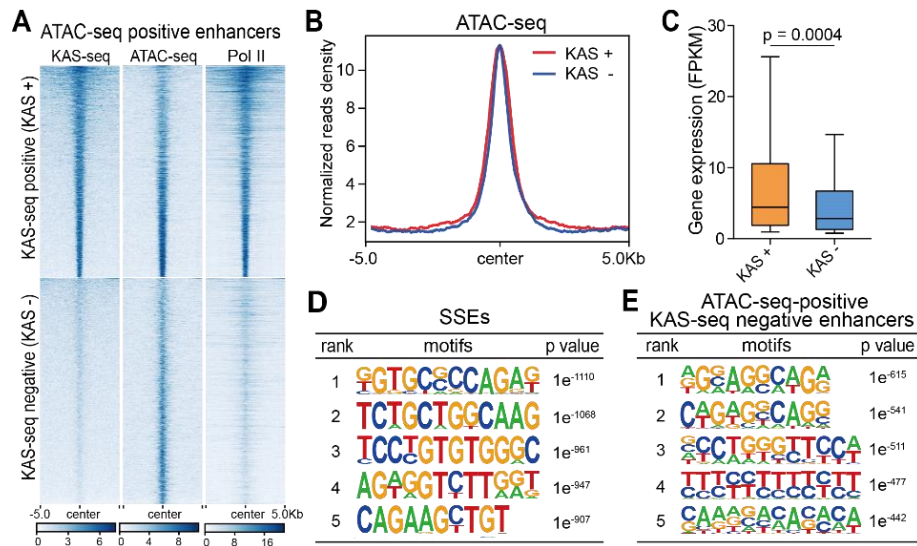 A
ATAC-seq positive enhancers
KAS-seq ATAC-seq Pol II
KAS-seq positive (KAS +)
KAS-seq negative (KAS -)
-5.0 center center center 5.0Kb
0 3 6 0 4 8 0 16
B
ATAC-seq
Normalized reads density
10
8
6
4
2
KAS +
KAS -
-5.0 center 5.0Kb
C
Gene expression (FPKM)
p = 0.0004
30
20
10
0
KAS + KAS -
D
SSEs
rank motifs p value
1 GTGCCCAGAG 1e-1110
2 TCTGCTGGCAAG 1e-1068
3 TCCTGTGTGGGC 1e-961
4 AGAGGTCTT 1e-947
5 CAGAAGCTGT 1e-907
E
ATAC-seq-positive
KAS-seq negative enhancers
rank motifs p value
1 1e-615
2 1e-541
3 1e-511
4 1e-477
5 1e-442